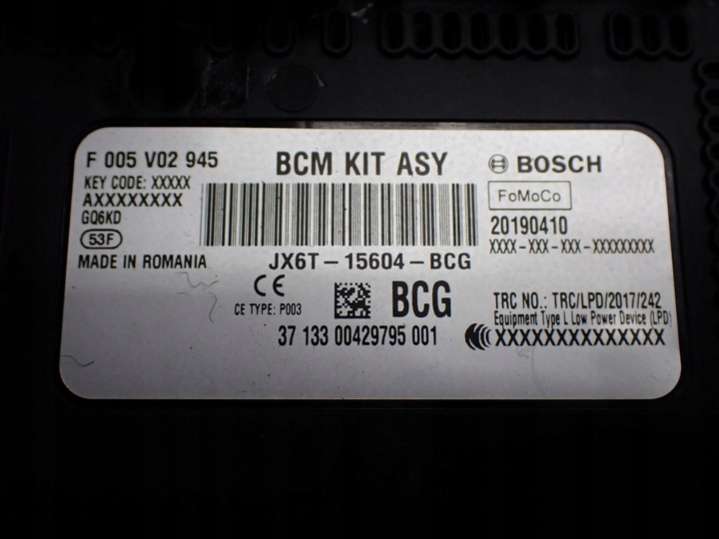 F 005 V02 945
BCM KIT ASY
BOSCH
KEY CODE: XXXXX
AXXXXXXXX
GQ6KD
53F
MADE IN ROMANIA
FoMoCo
20190410
XXXX-XXX-XXX-XXXXXXXXX
JX6T-15604-BCG
CE
CE TYPE: P003
BCG
37 133 00429795 001
TRC NO.: TRC/LPD/2017/242
Equipment Type L Low Power Device (LPD)
XXXXXXXXXXXXXX